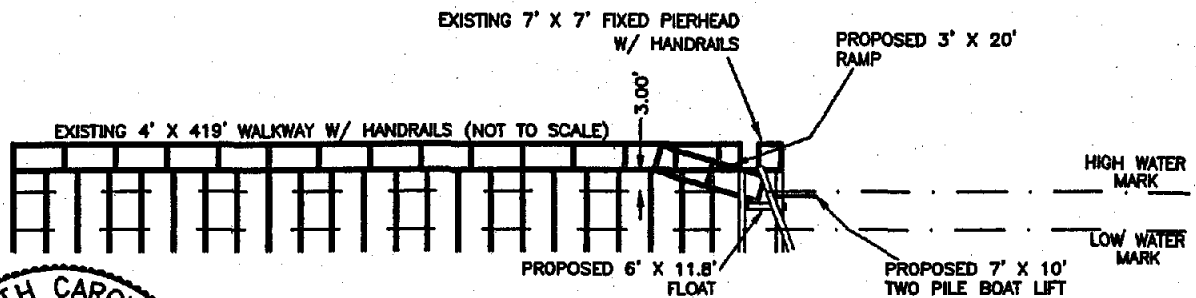 EXISTING 7' X 7' FIXED PIERHEAD
W/ HANDRAILS
PROPOSED 3' X 20'
RAMP
3.00'
EXISTING 4' X 419' WALKWAY W/ HANDRAILS (NOT TO SCALE)
HIGH WATER
MARK
LOW WATER
MARK
PROPOSED 6' X 11.8'
FLOAT
PROPOSED 7' X 10'
TWO PILE BOAT LIFT
TH CARO